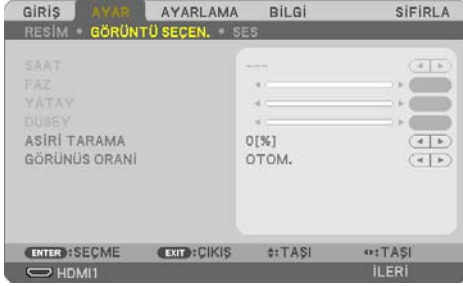 GİRİŞ AYAR AYARLAMA BİLGİ SIFIRLA
RESİM • GÖRÜNTÜ SEÇEN. • SES
SAAT ---
FAZ
YATAY
DÜSEY
ASİRİ TARAMA 0[%]
GÖRÜNÜS ORANİ OTOM.
ENTER :SEÇME EXIT :ÇIKIŞ :TAŞI :TAŞI
HDMI1 İLERİ